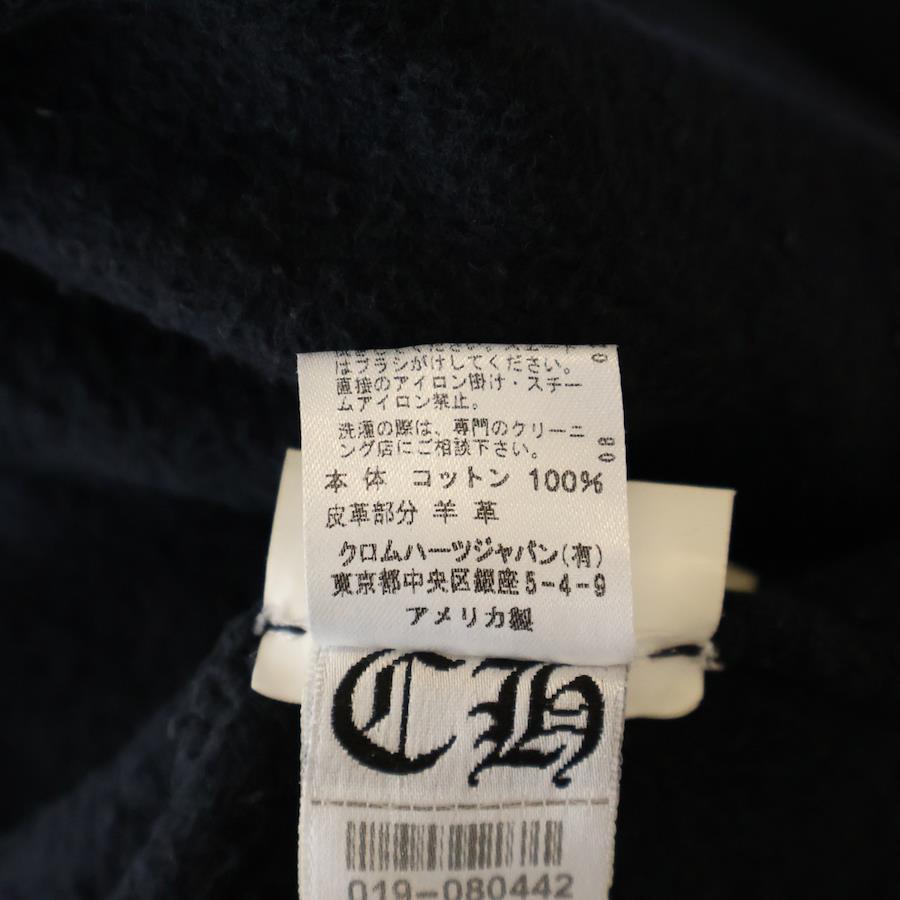 はブラシがけしてください。
直接のアイロン掛け・スチー
ムアイロン禁止。
洗濯の際は、専門のクリーニ
ング店にご相談下さい。
08
本体 コットン 100%
皮革部分 羊革
クロムハーツジャパン(有)
東京都中央区銀座5-4-9
アメリカ製
CH
019-080442